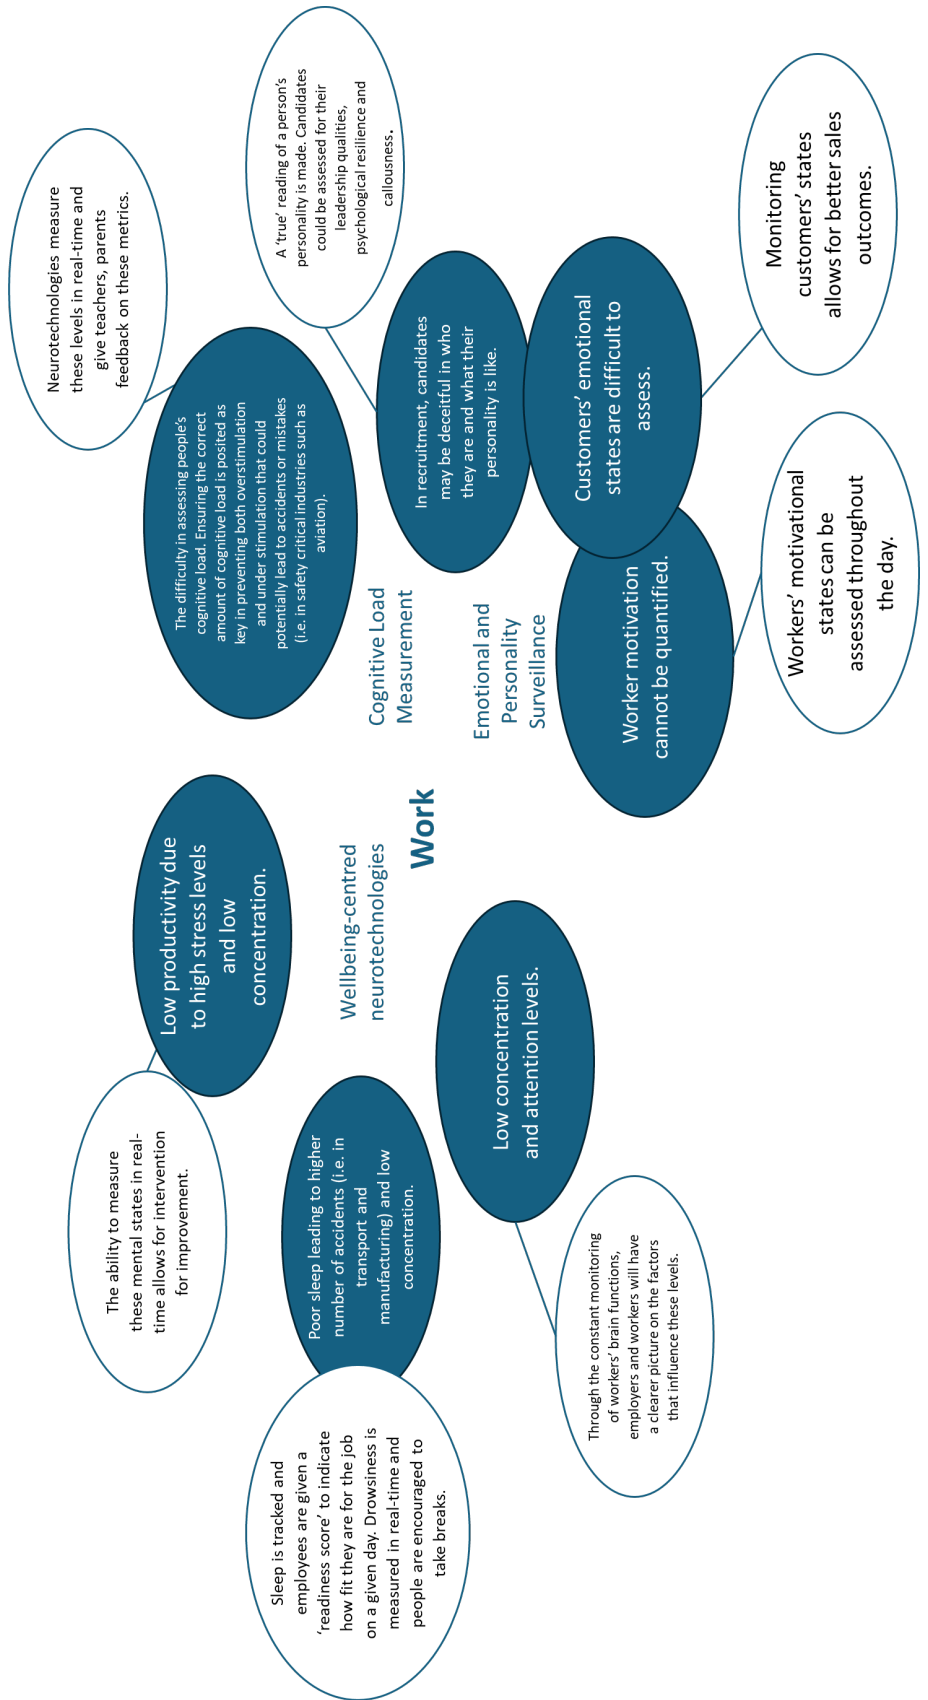 Work
Wellbeing-centred
neurotechnologies
Low productivity due
to high stress levels
and low
concentration.
The ability to measure
these mental states in real-
time allows for intervention
for improvement.
Poor sleep leading to higher
number of accidents (i.e. in
transport and
manufacturing) and low
concentration.
Sleep is tracked and
employees are given a
‘readiness score’ to indicate
how fit they are for the job
on a given day. Drowsiness is
measured in real-time and
people are encouraged to
take breaks.
Low concentration
and attention levels.
Through the constant monitoring
of workers’ brain functions,
employers and workers will have
a clearer picture on the factors
that influence these levels.
Cognitive Load
Measurement
The difficulty in assessing people’s
cognitive load. Ensuring the correct
amount of cognitive load is posited as
key in preventing both overstimulation
and under stimulation that could
potentially lead to accidents or mistakes
(i.e. in safety critical industries such as
aviation).
Neurotechnologies measure
these levels in real-time and
give teachers, parents
feedback on these metrics.
Emotional and
Personality
Surveillance
In recruitment, candidates
may be deceitful in who
they are and what their
personality is like.
A ‘true’ reading of a person’s
personality is made. Candidates
could be assessed for their
leadership qualities,
psychological resilience and
callousness.
Customers’ emotional
states are difficult to
assess.
Monitoring
customers’ states
allows for better sales
outcomes.
Worker motivation
cannot be quantified.
Workers’ motivational
states can be
assessed throughout
the day.